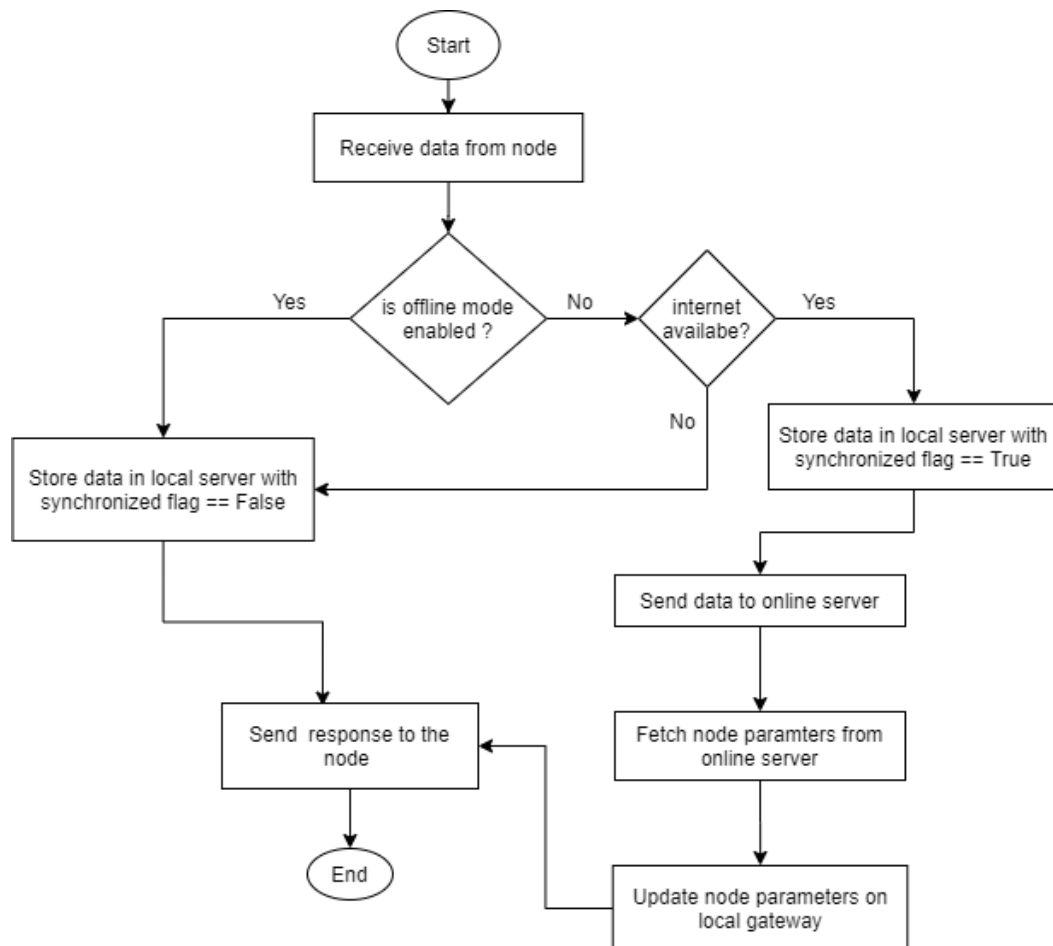 Start
Receive data from node
is offline mode
enabled ?
Yes
No
internet
availabe?
Yes
No
Store data in local server with
synchronized flag == False
Store data in local server with
synchronized flag == True
Send data to online server
Fetch node paramters from
online server
Send  response to the
node
Update node parameters on
local gateway
End